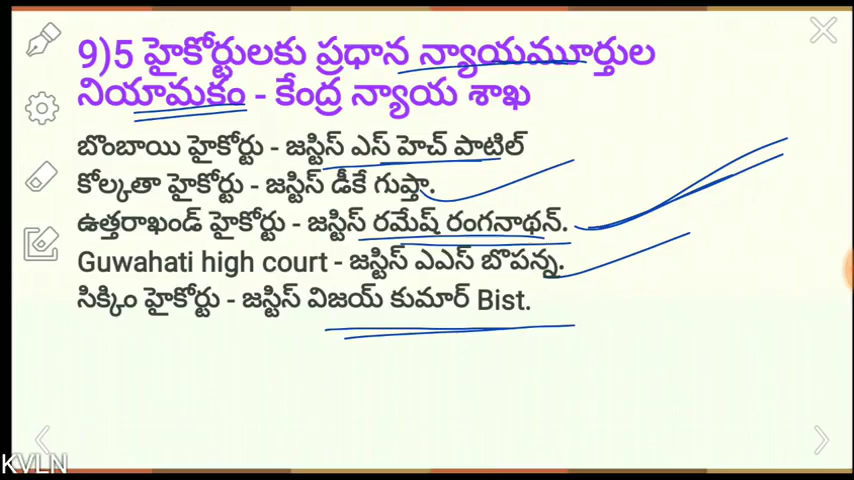 9)5 హైకోర్టులకు ప్రధాన న్యాయమూర్తుల
నియామకం - కేంద్ర న్యాయ శాఖ
బొంబాయి హైకోర్టు - జస్టిస్ ఎస్ హెచ్ పాటిల్
కోల్కతా హైకోర్టు - జస్టిస్ డీకే గుప్తా.
ఉత్తరాఖండ్ హైకోర్టు - జస్టిస్ రమేష్ రంగనాథన్.
Guwahati high court - జస్టిస్ ఎఎస్ బొపన్న.
సిక్కిం హైకోర్టు - జస్టిస్ విజయ్ కుమార్ Bist.
KVLN